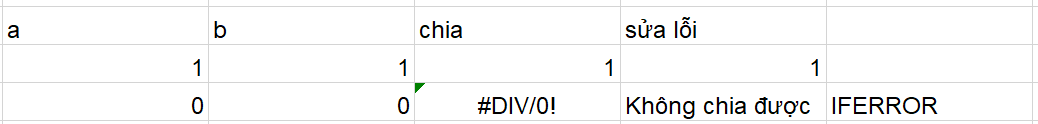 a b chia sửa lỗi
1 1 1 1
0 0 #DIV/0! Không chia được IFERROR